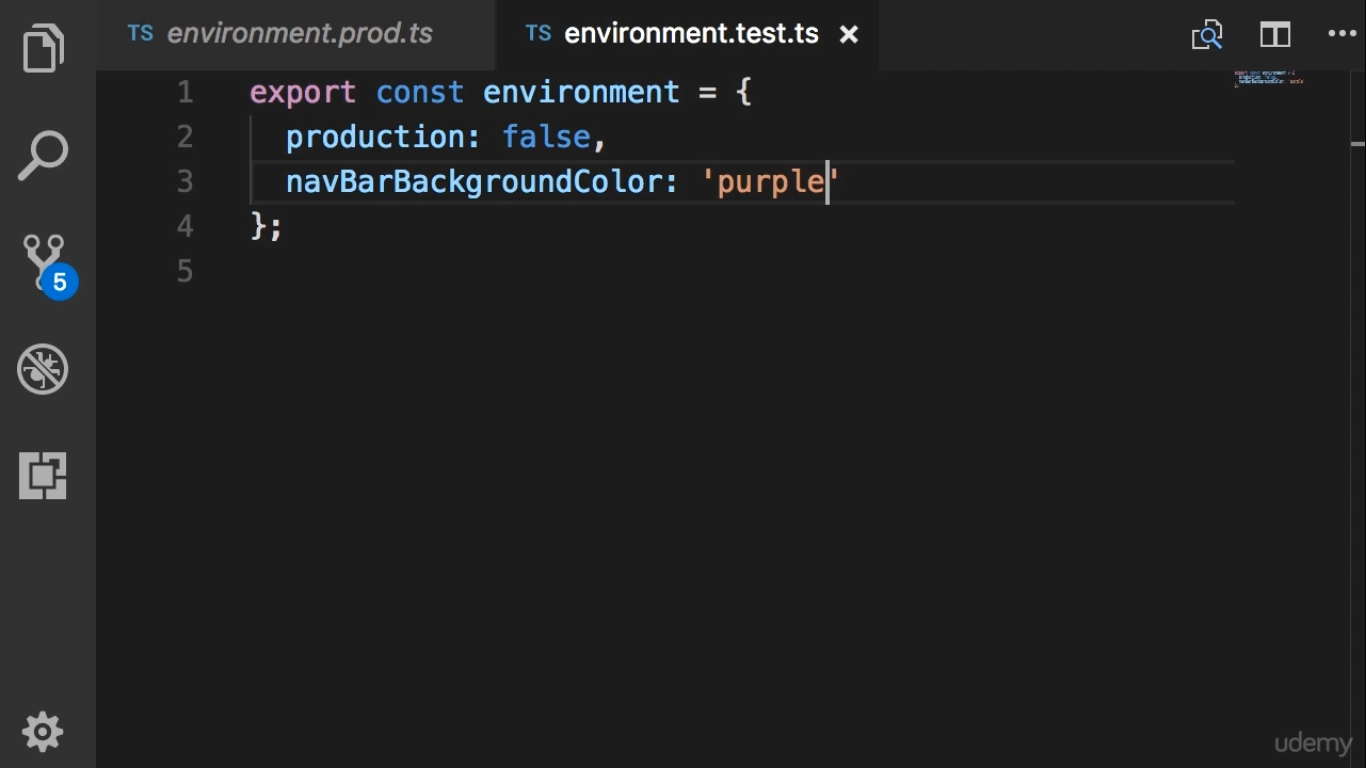 TS environment.prod.ts TS environment.test.ts
1 export const environment = {
2 production: false,
3 navBarBackgroundColor: 'purple'
4 };
5
5
udemy